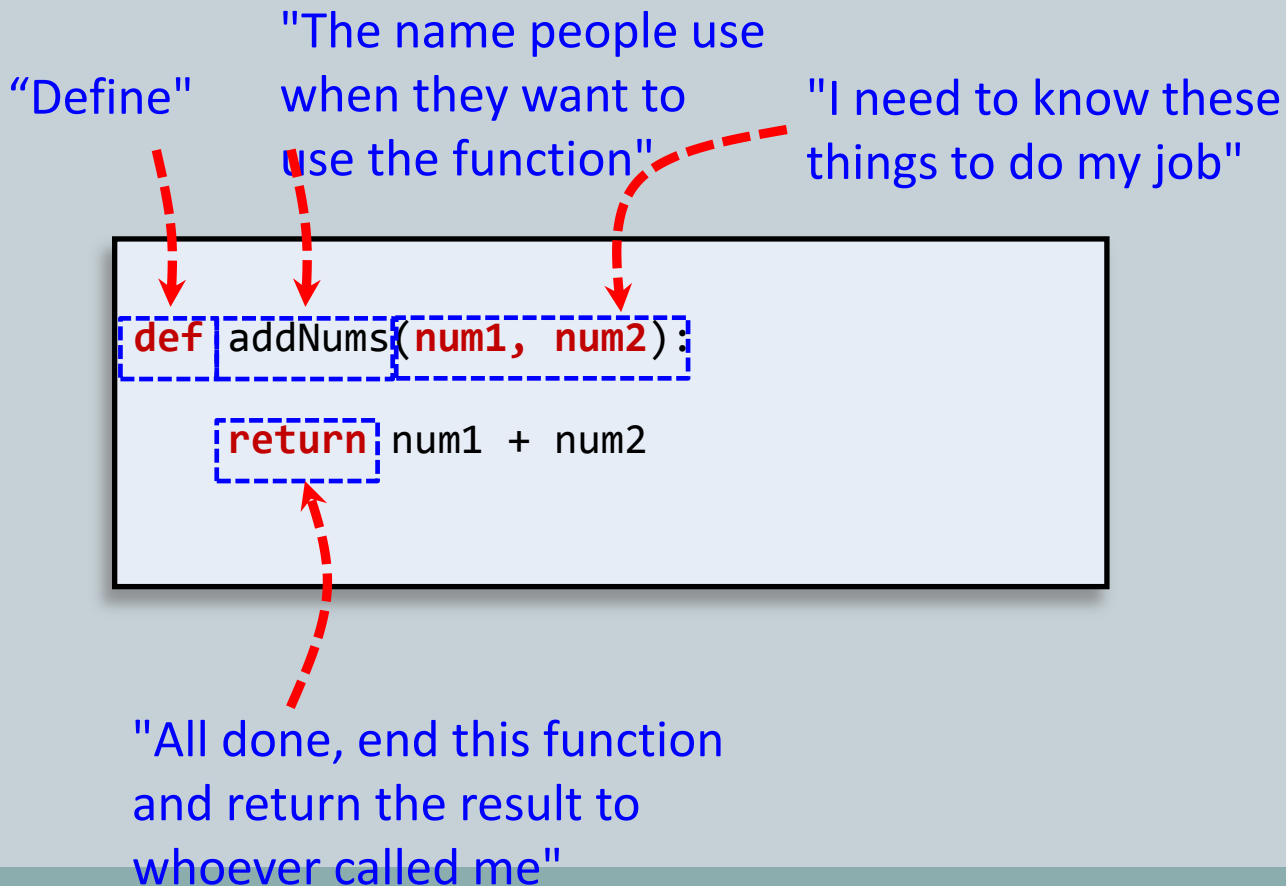 "The name people use
when they want to
use the function"
“Define"
"I need to know these
things to do my job"
def addNums(num1, num2):
return num1 + num2
"All done, end this function
and return the result to
whoever called me"